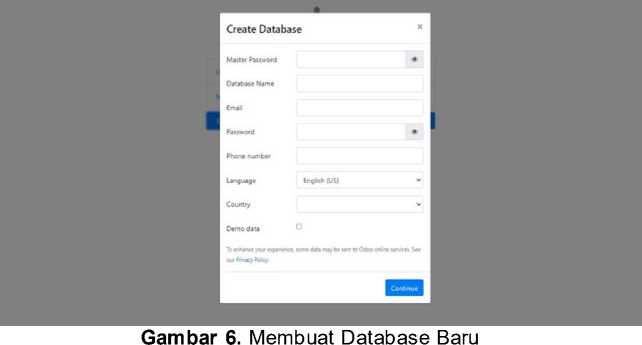 Create Database ×
Master Password
Database Name
Email
Password
Phone number
Language English (US)
Country
Demo data
To enhance your experience, some data may be sent to Odoo online services. See
our Privacy Policy.
Continue
Gambar 6. Membuat Database Baru